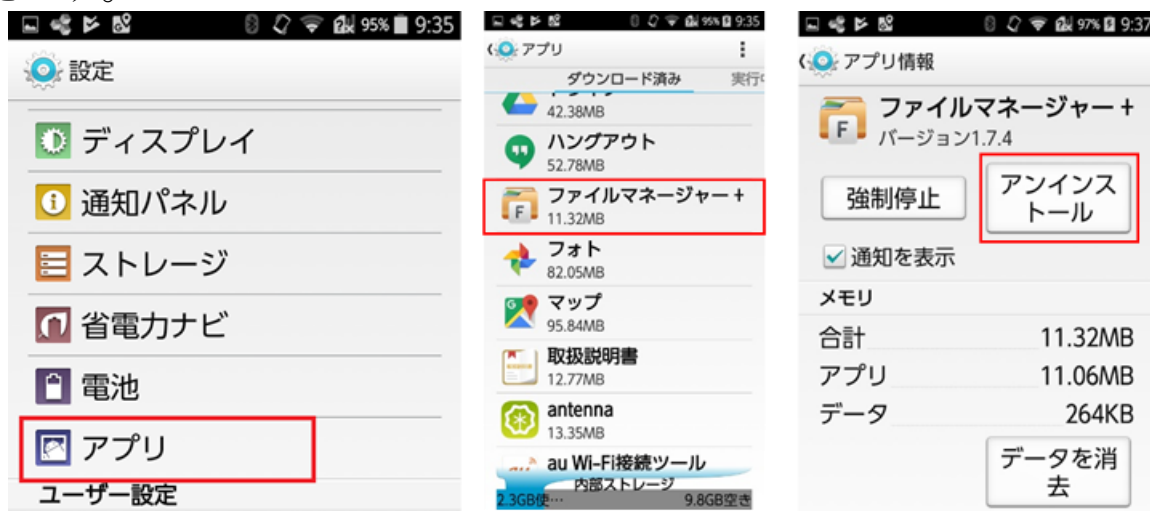 95% 9:35
設定
ディスプレイ
通知パネル
ストレージ
省電力ナビ
電池
アプリ
ユーザー設定
95% 9:35
アプリ
ダウンロード済み
42.38MB
ハングアウト
52.78MB
ファイルマネージャー +
11.32MB
フォト
82.05MB
マップ
95.84MB
取扱説明書
12.77MB
antenna
13.35MB
au Wi-Fi接続ツール
内部ストレージ
2.3GB使… 9.8GB空き
97% 9:37
アプリ情報
ファイルマネージャー +
バージョン1.7.4
強制停止
アンインス
トール
通知を表示
メモリ
合計 11.32MB
アプリ 11.06MB
データ 264KB
データを消
去